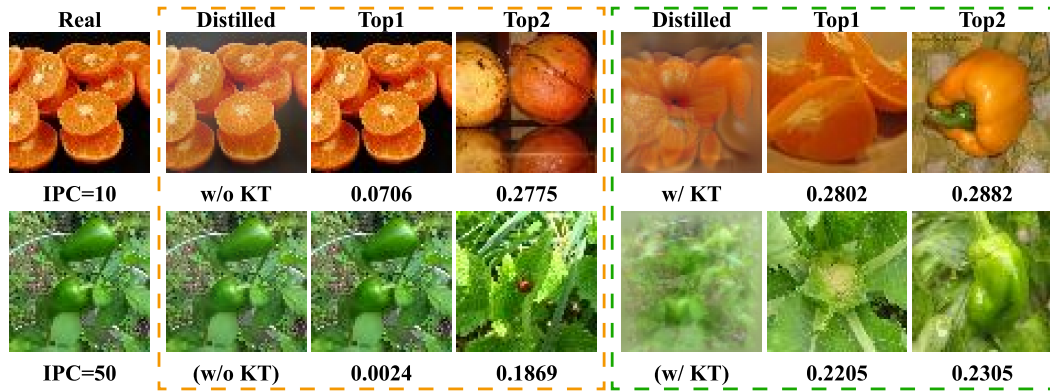 Real Distilled Top1 Top2 Distilled Top1 Top2
IPC=10 w/o KT 0.0706 0.2775 w/ KT 0.2802 0.2882
IPC=50 (w/o KT) 0.0024 0.1869 (w/ KT) 0.2205 0.2305